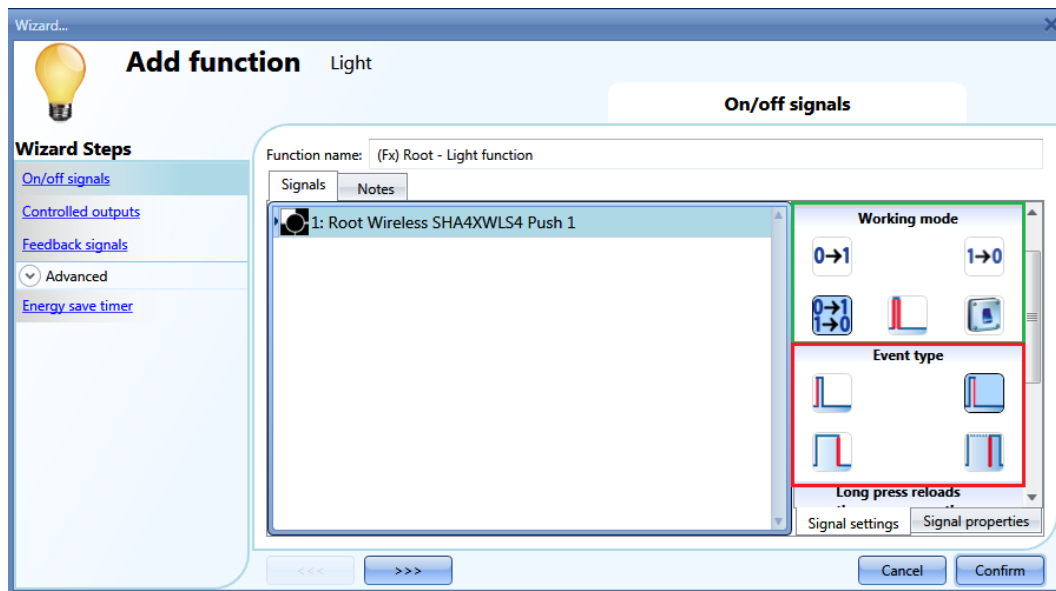 Wizard...
Add function Light
On/off signals
Wizard Steps
On/off signals
Controlled outputs
Feedback signals
Advanced
Energy save timer
Function name: (Fx) Root - Light function
Signals Notes
1: Root Wireless SHA4XWLS4 Push 1
Working mode
0→1 1→0
0→1
1→0
Event type
Long press reloads
Signal settings Signal properties
<<< >>> Cancel Confirm